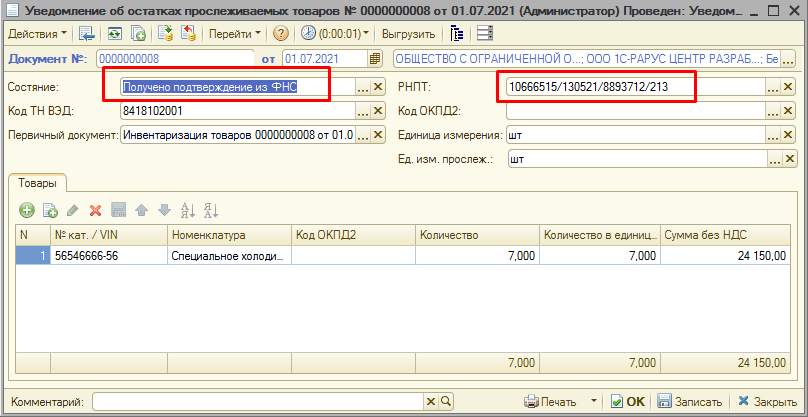 Уведомление об остатках прослеживаемых товаров № 0000000008 от 01.07.2021 (Администратор) Проведен: Уведом...
Действия Перейти (0:00:01) Выгрузить
Документ №: 0000000008 от 01.07.2021 ОБЩЕСТВО С ОГРАНИЧЕННОЙ О...; ООО 1С-РАРУС ЦЕНТР РАЗРАБ...; Бе
Состяние: Получено подтверждение из ФНС ... РНПТ: 10666515/130521/8893712/213 ...
Код ТН ВЭД: 8418102001 ... Код ОКПД2: ...
Первичный документ: Инвентаризация товаров 0000000008 от 01.0 ... Единица измерения: шт ...
Ед. изм. прослеж.: шт ...
Товары
N № кат. / VIN Номенклатура Код ОКПД2 Количество Количество в единиц... Сумма без НДС
1 56546666-56 Специальное холоди... 7,000 7,000 24 150,00
7,000 7,000 24 150,00
Комментарий: Печать ОК Записать Закрыть